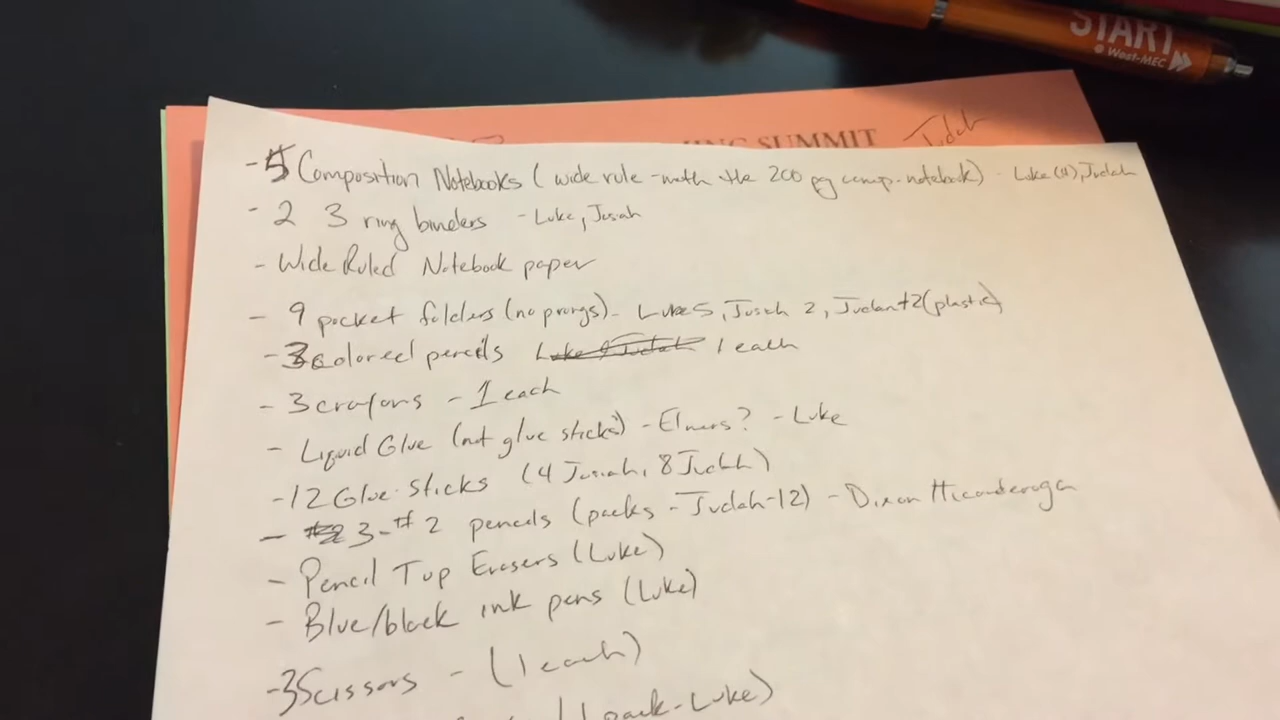 START
West-MEC
ING SUMMIT Judah
- 5 Composition Notebooks (wide rule - math the 200 pg comp. notebook) - Luke (4), Judah
- 2 3 ring binders - Luke, Josiah
- Wide Ruled Notebook paper
- 9 pocket folders (no prongs) - Luke 5, Josiah 2, Judah +2 (plastic)
- 3 colored pencils Luke & Judah 1 each
- 3 crayons - 1 each
- Liquid Glue (not glue sticks) - Elmers? - Luke
- 12 Glue Sticks (4 Josiah, 8 Judah)
- 3 - #2 pencils (packs - Judah - 12) - Dixon Ticonderoga
- Pencil Top Erasers (Luke)
- Blue/black ink pens (Luke)
- 3 Scissors - (1 each)
(1 pack - Luke)